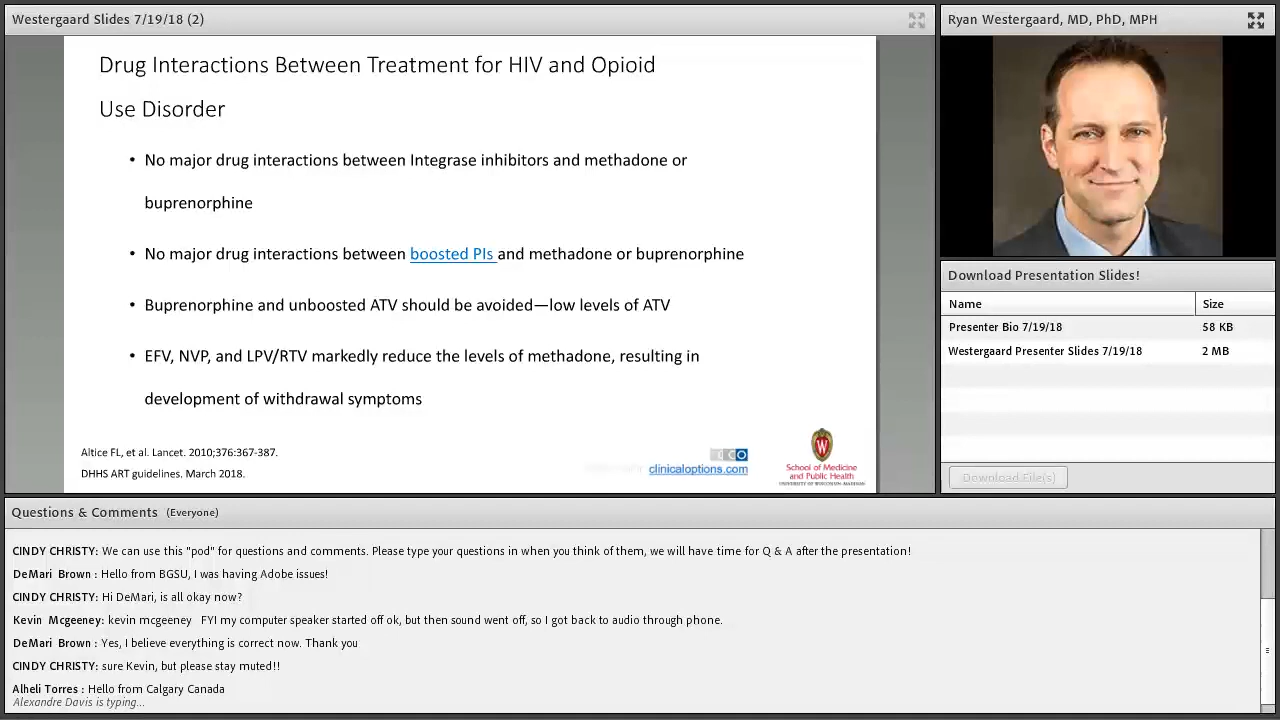 Westergaard Slides 7/19/18 (2)
Drug Interactions Between Treatment for HIV and Opioid
Use Disorder
• No major drug interactions between Integrase inhibitors and methadone or
buprenorphine
• No major drug interactions between boosted PIs and methadone or buprenorphine
• Buprenorphine and unboosted ATV should be avoided—low levels of ATV
• EFV, NVP, and LPV/RTV markedly reduce the levels of methadone, resulting in
development of withdrawal symptoms
Altice FL, et al. Lancet. 2010;376:367-387.
DHHS ART guidelines. March 2018.
CCO
clinicaloptions.com
W
School of Medicine
and Public Health
UNIVERSITY OF WISCONSIN-MADISON
Ryan Westergaard, MD, PhD, MPH
Download Presentation Slides!
Name Size
Presenter Bio 7/19/18 58 KB
Westergaard Presenter Slides 7/19/18 2 MB
Download File(s)
Questions & Comments (Everyone)
CINDY CHRISTY: We can use this "pod" for questions and comments. Please type your questions in when you think of them, we will have time for Q & A after the presentation!
DeMari Brown : Hello from BGSU, I was having Adobe issues!
CINDY CHRISTY: Hi DeMari, is all okay now?
Kevin Mcgeeney: kevin mcgeeney FYI my computer speaker started off ok, but then sound went off, so I got back to audio through phone.
DeMari Brown : Yes, I believe everything is correct now. Thank you
CINDY CHRISTY: sure Kevin, but please stay muted!!
Alheli Torres : Hello from Calgary Canada
Alexandre Davis is typing...